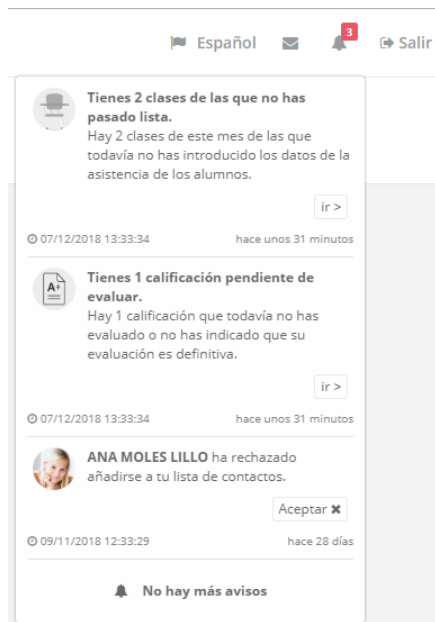 Español 3 Salir
Tienes 2 clases de las que no has
pasado lista.
Hay 2 clases de este mes de las que
todavía no has introducido los datos de la
asistencia de los alumnos.
ir >
07/12/2018 13:33:34 hace unos 31 minutos
A+
Tienes 1 calificación pendiente de
evaluar.
Hay 1 calificación que todavía no has
evaluado o no has indicado que su
evaluación es definitiva.
ir >
07/12/2018 13:33:34 hace unos 31 minutos
ANA MOLES LILLO ha rechazado
añadirse a tu lista de contactos.
Aceptar ✖
09/11/2018 12:33:29 hace 28 días
No hay más avisos